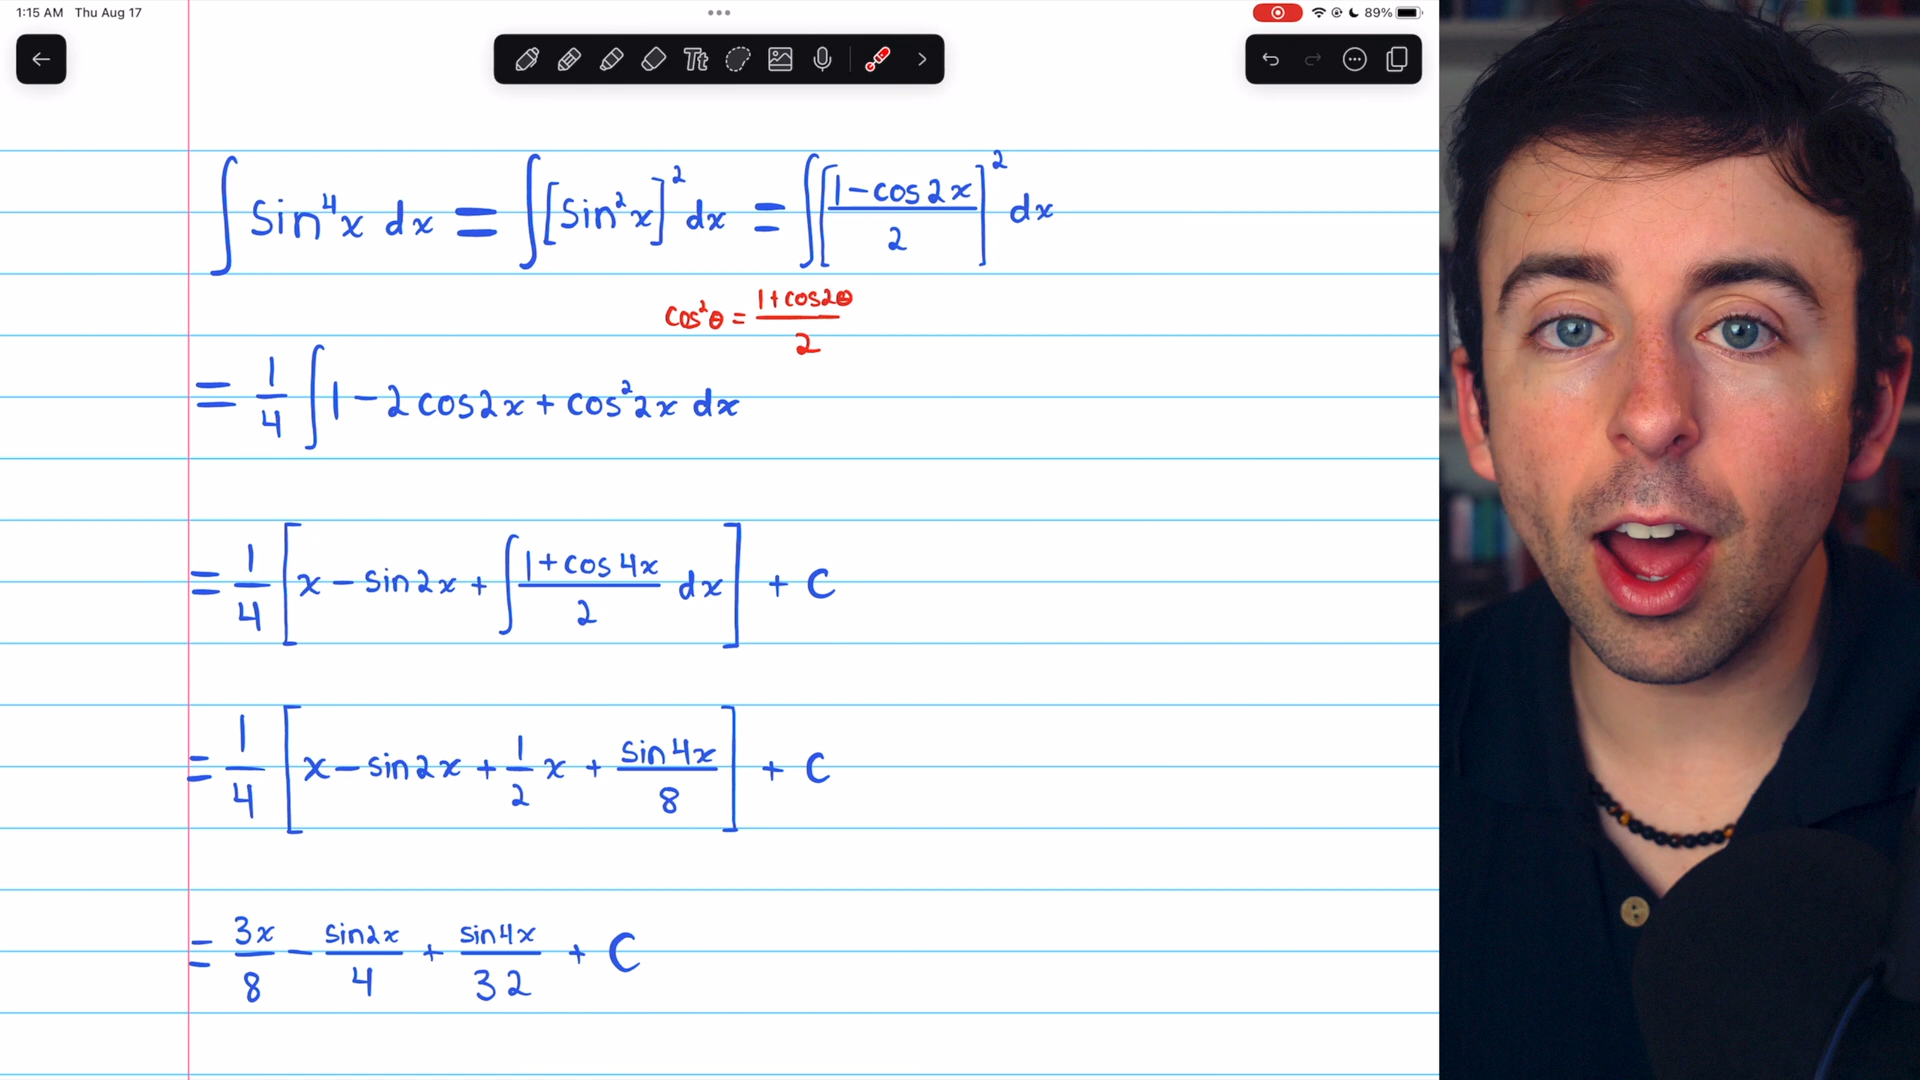 1:15 AM Thu Aug 17
89%
Tt
∫ sin⁴x dx = ∫ [sin²x]² dx = ∫ [(1-cos2x)/2]² dx
cos²θ = (1+cos2θ)/2
= 1/4 ∫ 1-2cos2x+cos²2x dx
= 1/4 [x - sin2x + ∫ (1+cos4x)/2 dx] + C
= 1/4 [x - sin2x + 1/2 x + sin4x/8] + C
= 3x/8 - sin2x/4 + sin4x/32 + C